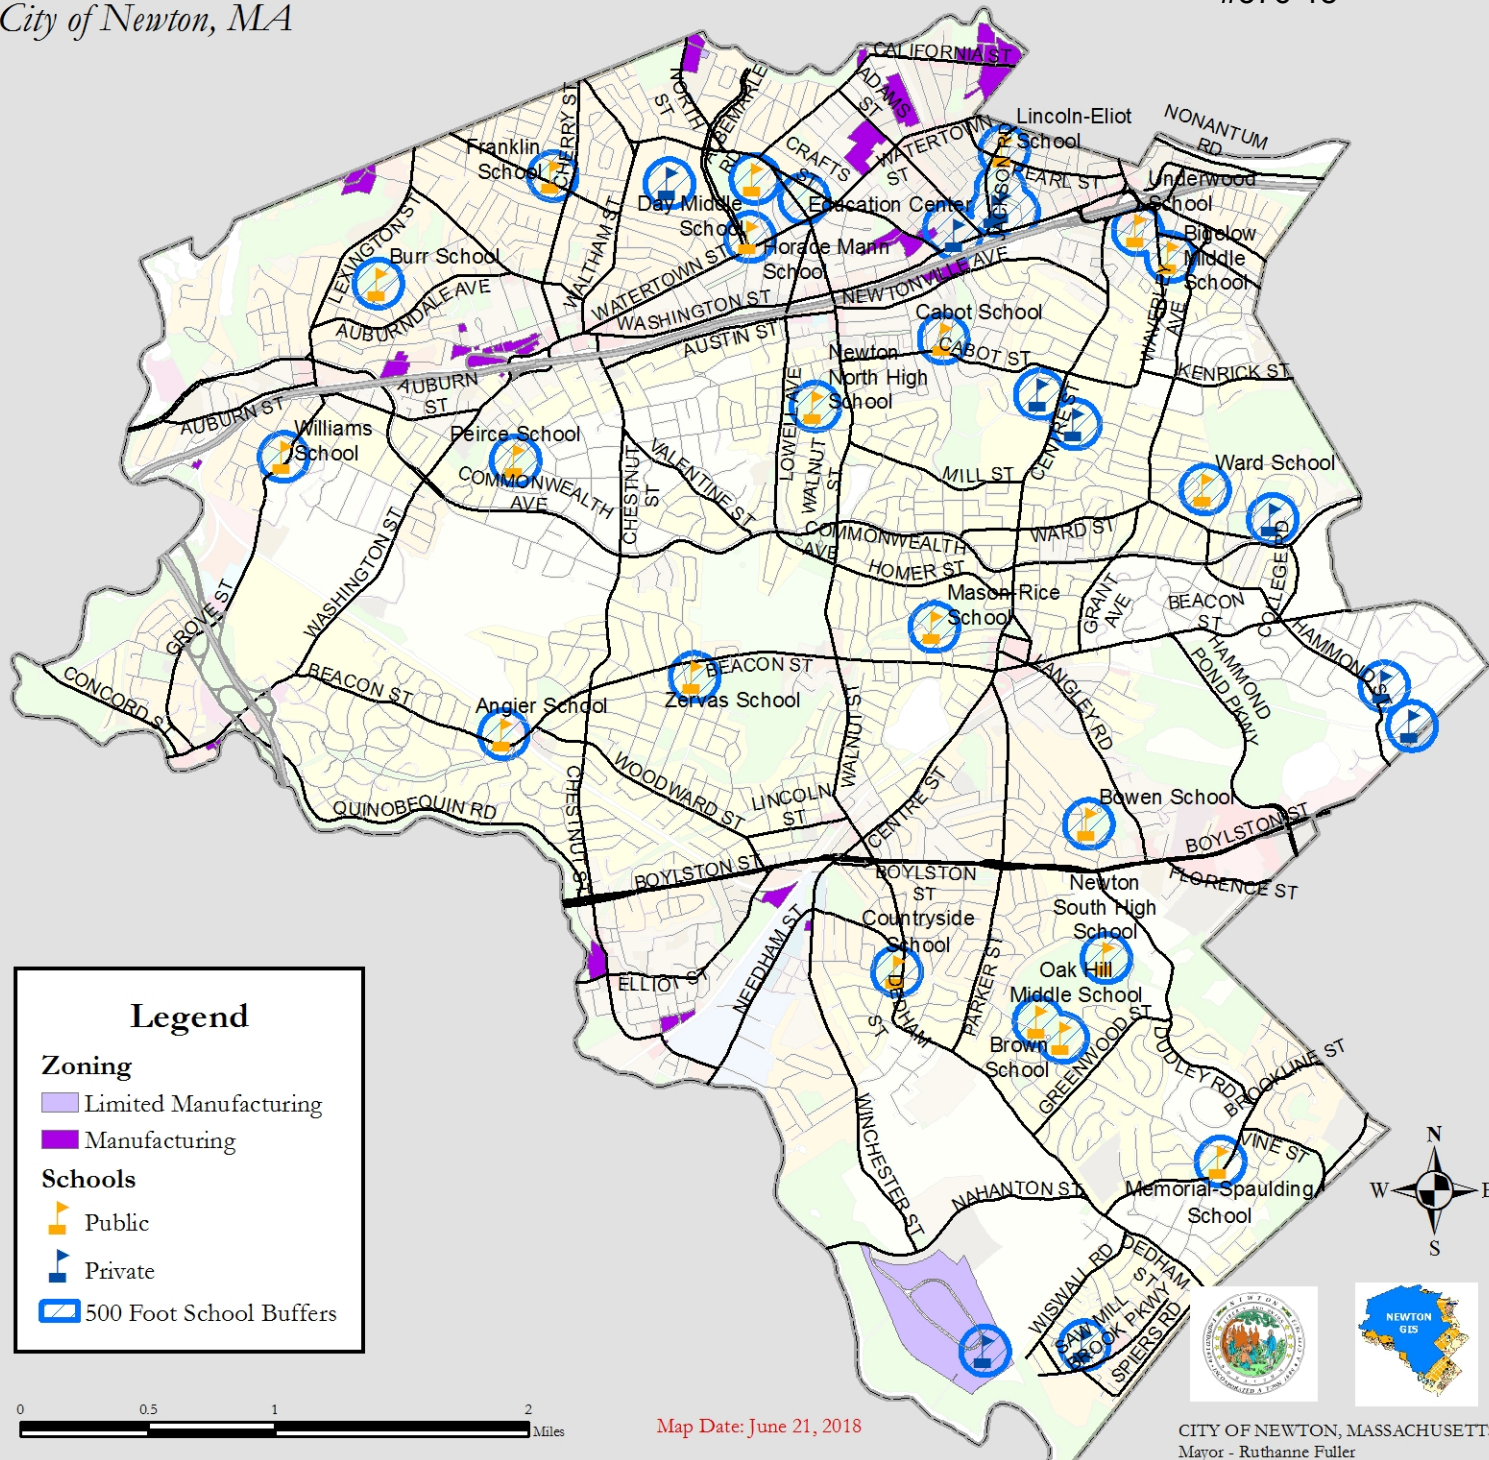 City of Newton, MA
CALIFORNIA ST
NORTH
ST
ALBEMARLE
RD
ADAMS
ST
CHERRY ST
Franklin
School
CRAFTS
ST
WATERTOWN
ST
Lincoln-Eliot
School
NONANTUM
RD
PEARL ST
JACKSON RD
Underwood
School
Day Middle
School
Education Center
Horace Mann
School
Bigelow
Middle
School
LEXINGTON ST
Burr School
WALTHAM ST
WATERTOWN ST
AUBURNDALE AVE
WASHINGTON ST
NEWTONVILLE AVE
AUSTIN ST
Cabot School
CABOT ST
WAVERLEY
AVE
KENRICK ST
Newton
North High
School
AUBURN
ST
AUBURN ST
LOWELL AVE
WALNUT
ST
CENTRE ST
Williams
School
Peirce School
COMMONWEALTH
AVE
CHESTNUT
ST
VALENTINE ST
MILL ST
Ward School
COMMONWEALTH
AVE
WARD ST
HOMER ST
COLLEGE RD
WASHINGTON ST
GROVE ST
Mason-Rice
School
GRANT
AVE
BEACON
ST
HAMMOND ST
HAMMOND
POND PKWY
CONCORD ST
BEACON ST
BEACON ST
Zervas School
Angier School
LANGLEY RD
WALNUT ST
WOODWARD ST
LINCOLN
ST
CENTRE ST
CHESTNUT ST
QUINOBEQUIN RD
Bowen School
BOYLSTON ST
BOYLSTON ST
BOYLSTON
ST
FLORENCE ST
Newton
South High
School
Countryside
School
NEEDHAM ST
ELLIOT ST
PARKER ST
Oak Hill
Middle School
DEDHAM
ST
Brown
School
GREENWOOD ST
DUDLEY RD
BROOKLINE ST
VINE ST
WINCHESTER ST
NAHANTON ST
Memorial-Spaulding
School
WISWALL RD
DEDHAM
ST
SAW MILL
BROOK PKWY
SPIERS RD
Legend
Zoning
Limited Manufacturing
Manufacturing
Schools
Public
Private
500 Foot School Buffers
N
W
E
S
NEWTON
GIS
0 0.5 1 2
Miles
Map Date: June 21, 2018
CITY OF NEWTON, MASSACHUSETTS
Mayor - Ruthanne Fuller